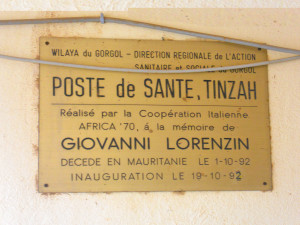 WILAYA DU GORGOL - DIRECTION REGIONALE DE L'ACTION
SANITAIRE et SOCIALE DU GORGOL
POSTE de SANTE, TINZAH
Réalisé par la Coopération Italienne
AFRICA '70, á la mémoire de
GIOVANNI LORENZIN
DECEDE EN MAURITANIE LE 1-10-92
INAUGURATION LE 19-10-92